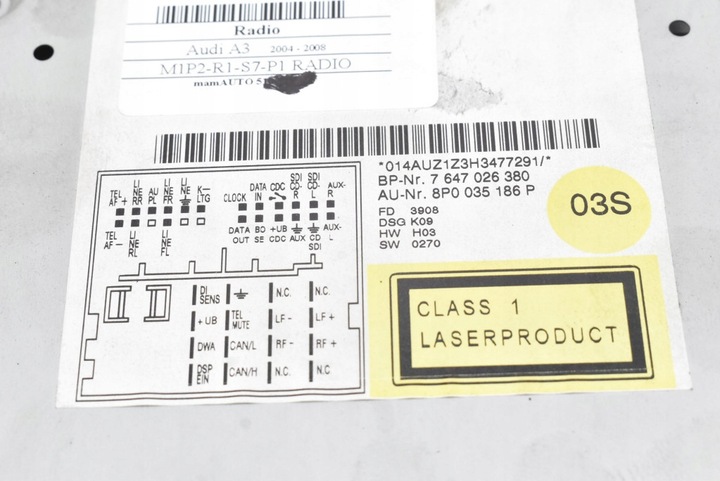 Radio
Audi A3 2004 - 2008
M1P2-R1-S7-P1 RADIO
mamAUTO
*014AUZ1Z3H3477291/*
BP-Nr. 7 647 026 380
AU-Nr. 8P0 035 186 P
FD 3908
DSG K09
HW H03
SW 0270
03S
CLASS 1
LASERPRODUCT
TEL AF+ LINE RR LINE FR AU PL LINE K-LTG
TEL AF- LINE RL LINE FL
CLOCK DATA IN CDC SDI CD-R SDI CD-L AUX-R
DATA OUT BO SE +UB CDC AUX CD SDI AUX-L
DI SENS N.C. N.C.
+UB TEL MUTE LF- LF+
DWA CAN/L RF- RF+
DSP EIN CAN/H N.C. N.C